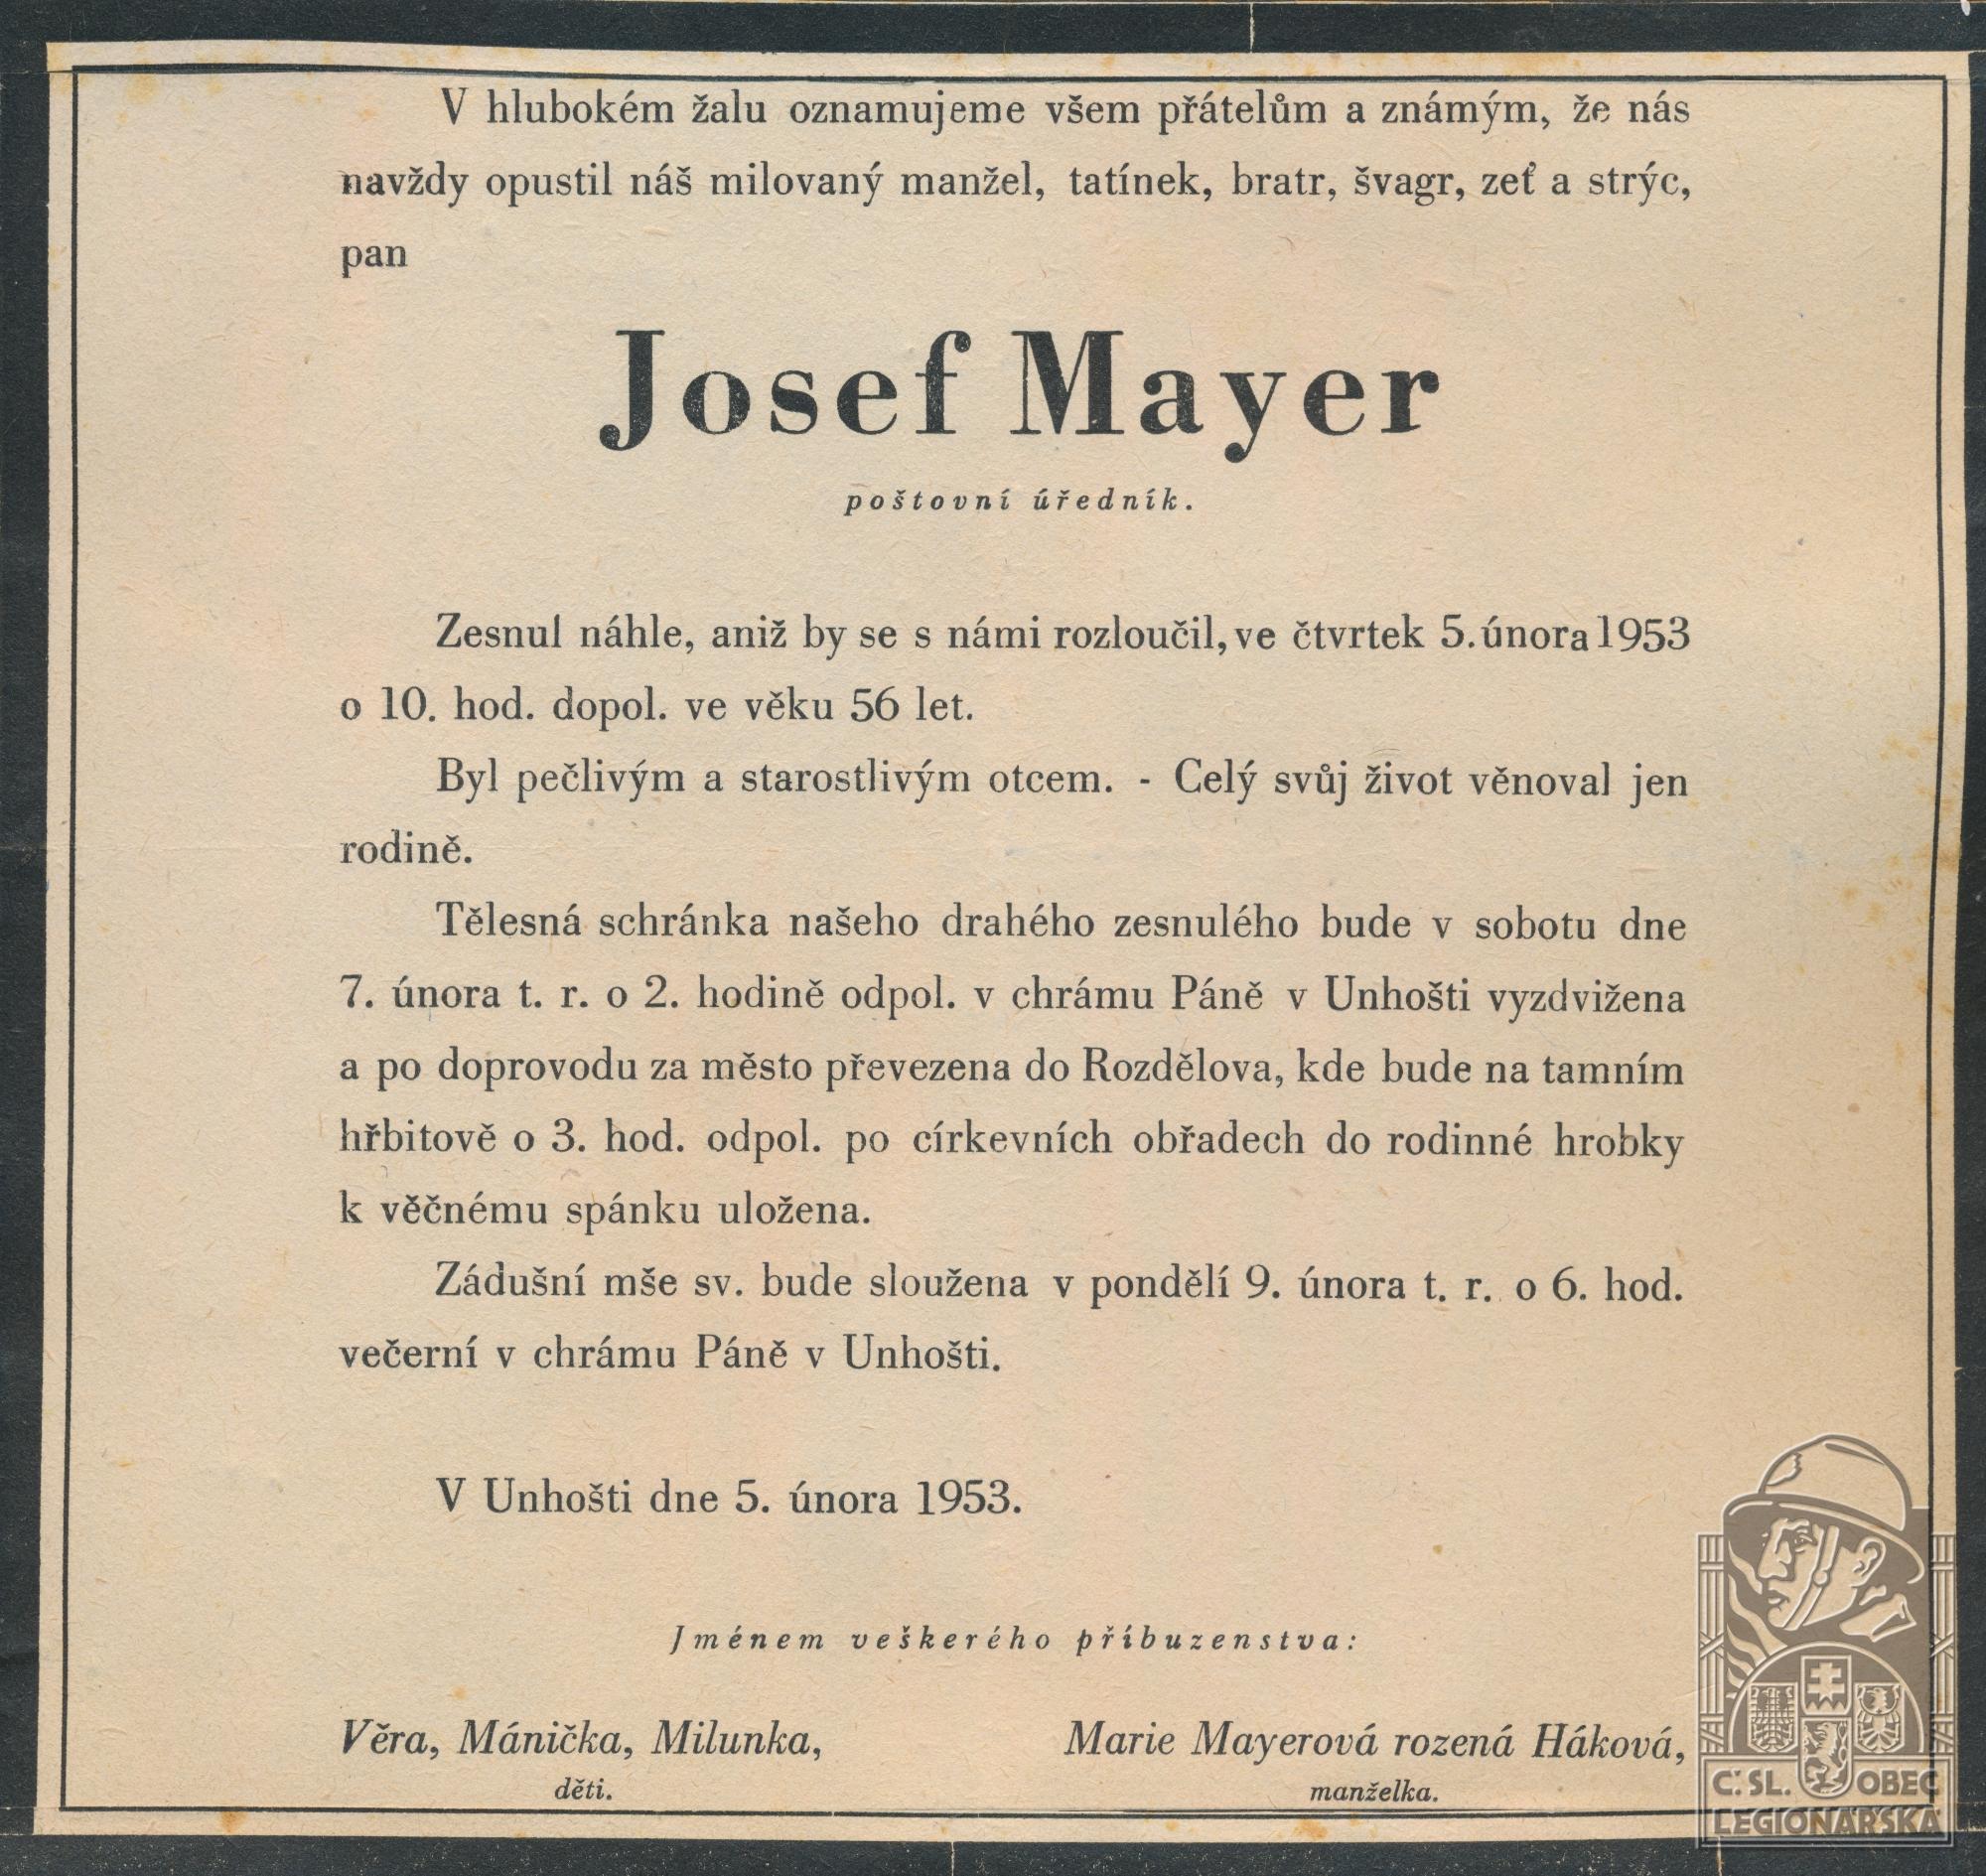 V hlubokém žalu oznamujeme všem přátelům a známým, že nás
navždy opustil náš milovaný manžel, tatínek, bratr, švagr, zeť a strýc,
pan
Josef Mayer
poštovní úředník.
Zesnul náhle, aniž by se s námi rozloučil, ve čtvrtek 5. února 1953
o 10. hod. dopol. ve věku 56 let.
Byl pečlivým a starostlivým otcem. - Celý svůj život věnoval jen
rodině.
Tělesná schránka našeho drahého zesnulého bude v sobotu dne
7. února t. r. o 2. hodině odpol. v chrámu Páně v Unhošti vyzdvižena
a po doprovodu za město převezena do Rozdělova, kde bude na tamním
hřbitově o 3. hod. odpol. po církevních obřadech do rodinné hrobky
k věčnému spánku uložena.
Zádušní mše sv. bude sloužena v pondělí 9. února t. r. o 6. hod.
večerní v chrámu Páně v Unhošti.
V Unhošti dne 5. února 1953.
Jménem veškerého příbuzenstva:
Věra, Mánička, Milunka,
děti.
Marie Mayerová rozená Háková,
manželka.
Č. SL. OBEC
LEGIONÁŘSKÁ